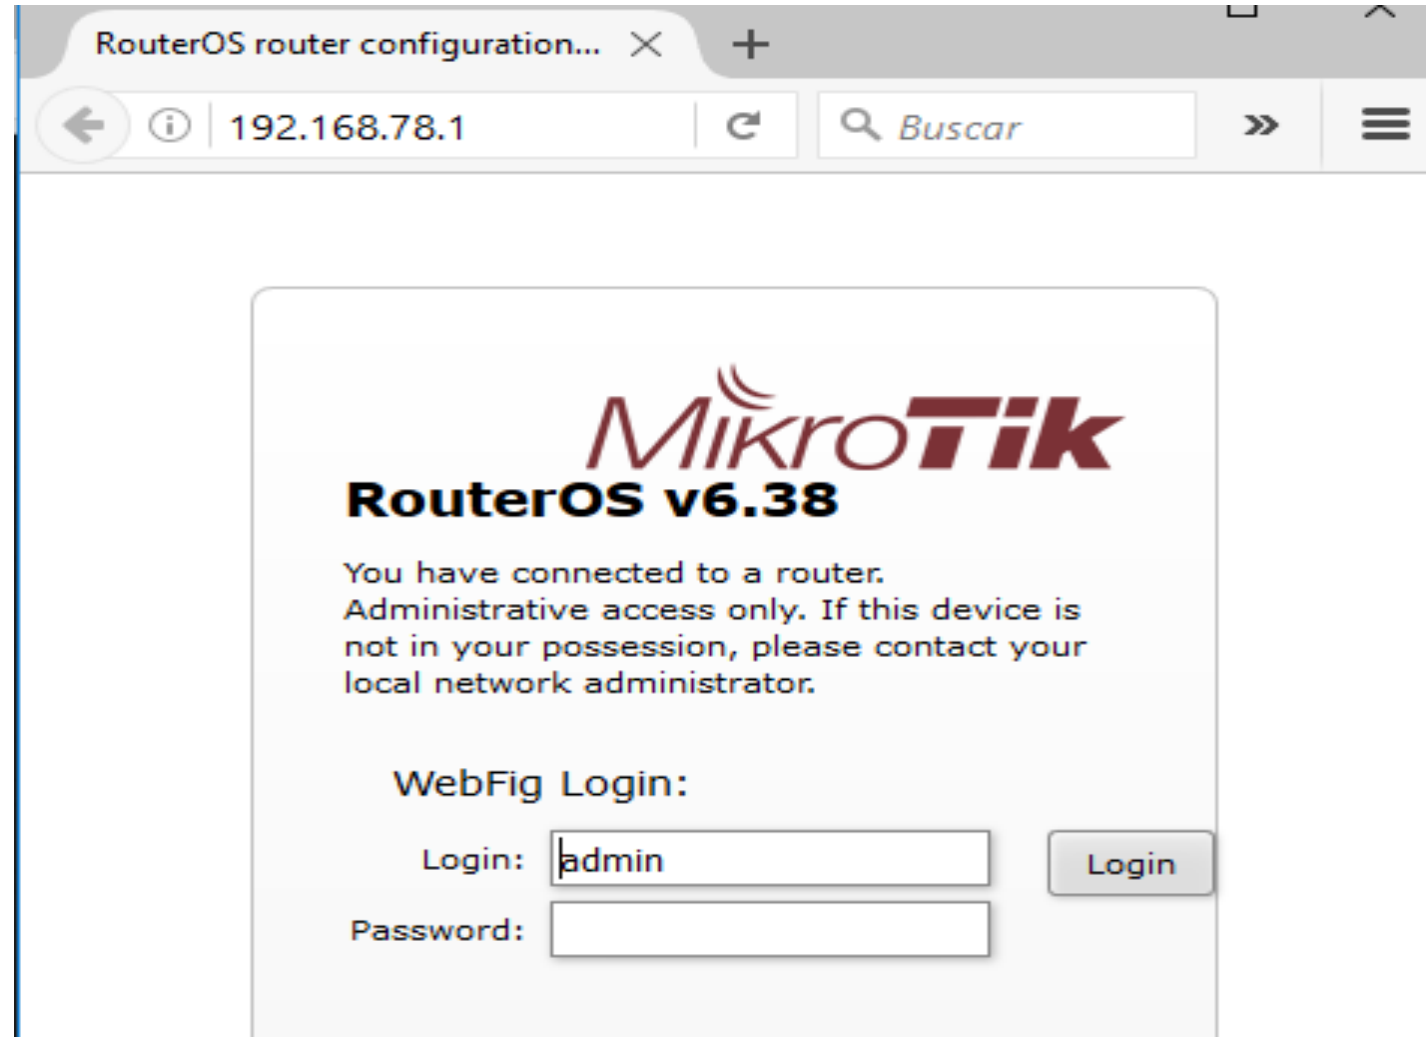 RouterOS router configuration...
192.168.78.1
Buscar
MikroTik
RouterOS v6.38
You have connected to a router.
Administrative access only. If this device is
not in your possession, please contact your
local network administrator.
WebFig Login:
Login: admin
Login
Password: